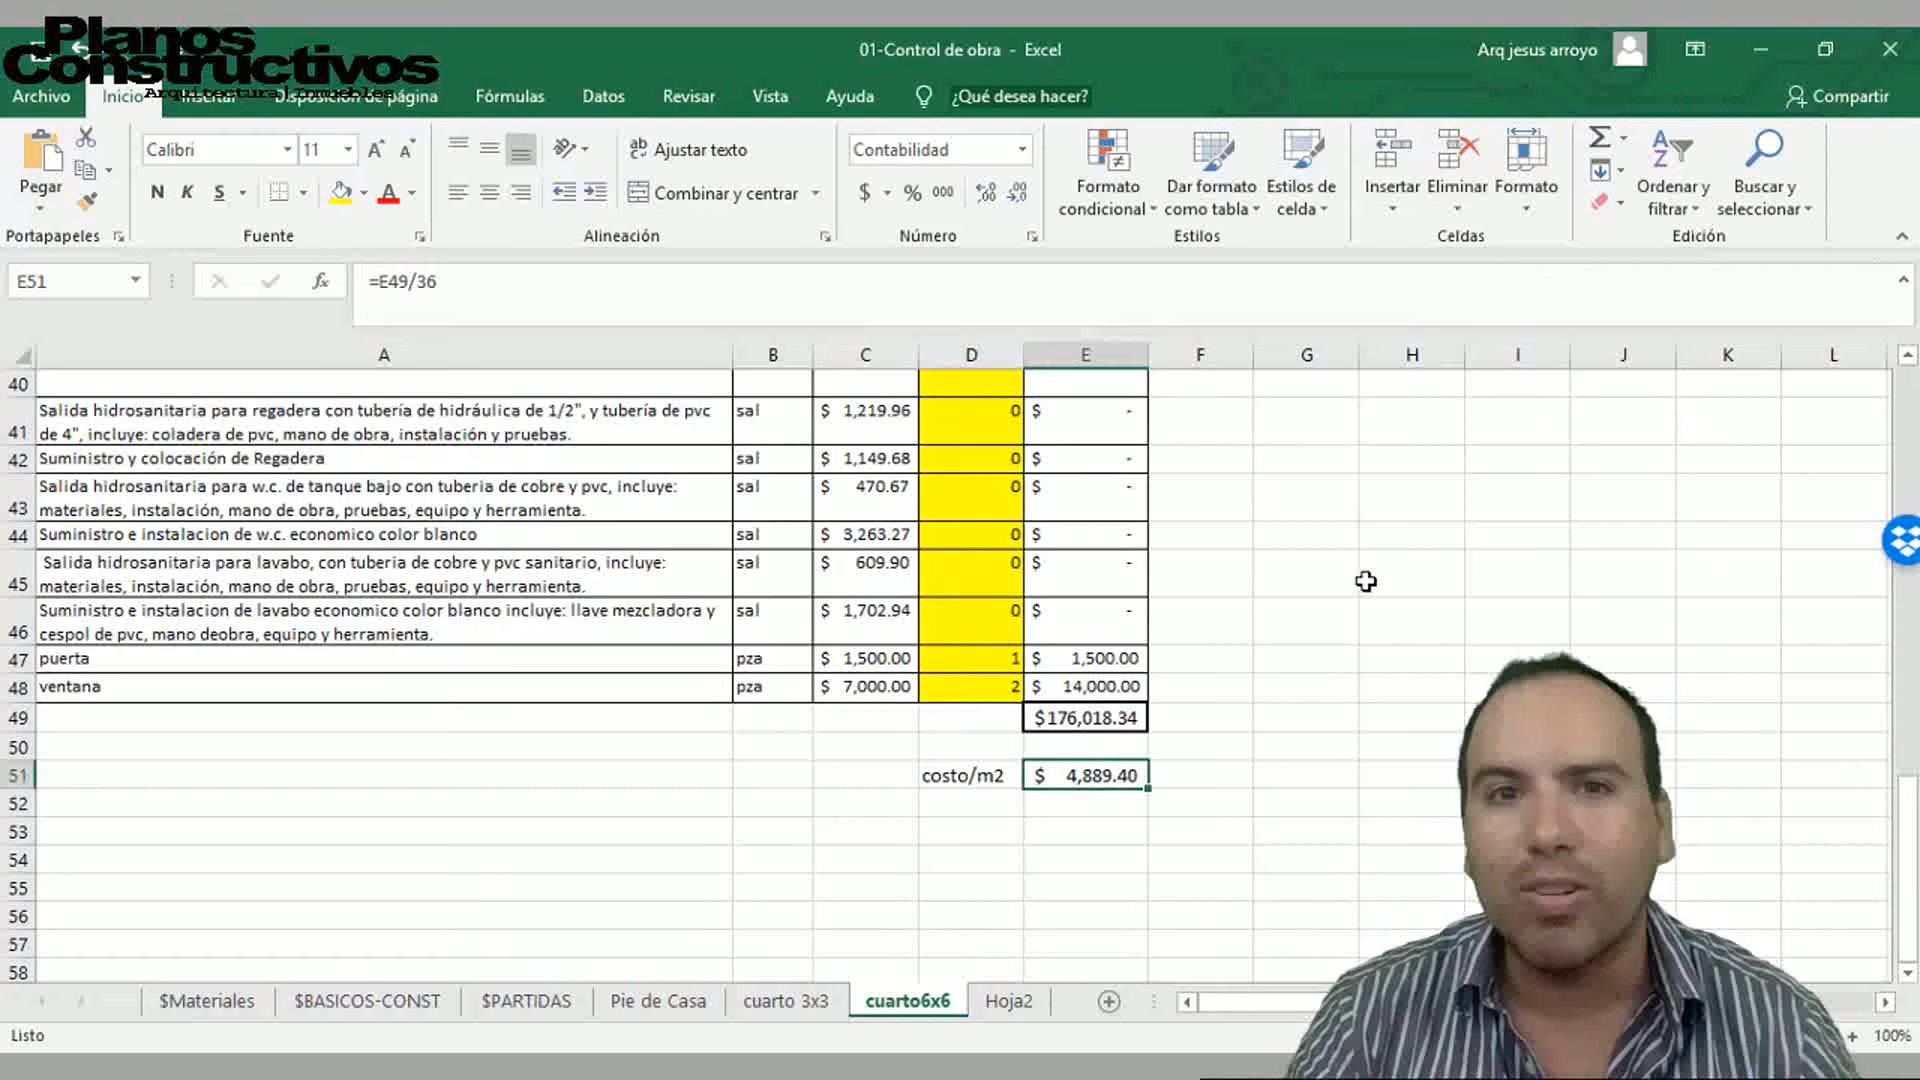 Planos
Constructivos
Arquitectura|Inmuebles
01-Control de obra - Excel
Arq jesus arroyo
Archivo Inicio Insertar Disposición de página Fórmulas Datos Revisar Vista Ayuda ¿Qué desea hacer? Compartir
Pegar
Portapapeles
Calibri 11
N K S
Fuente
Ajustar texto
Combinar y centrar
Alineación
Contabilidad
$ % 000
Número
Formato condicional
Dar formato como tabla
Estilos de celda
Estilos
Insertar Eliminar Formato
Celdas
Ordenar y filtrar
Buscar y seleccionar
Edición
E51 fx =E49/36
A B C D E F G H I J K L
40
41 Salida hidrosanitaria para regadera con tubería de hidráulica de 1/2", y tubería de pvc sal $ 1,219.96 0 $ -
de 4", incluye: coladera de pvc, mano de obra, instalación y pruebas.
42 Suministro y colocación de Regadera sal $ 1,149.68 0 $ -
43 Salida hidrosanitaria para w.c. de tanque bajo con tuberia de cobre y pvc, incluye: sal $ 470.67 0 $ -
materiales, instalación, mano de obra, pruebas, equipo y herramienta.
44 Suministro e instalacion de w.c. economico color blanco sal $ 3,263.27 0 $ -
45 Salida hidrosanitaria para lavabo, con tuberia de cobre y pvc sanitario, incluye: sal $ 609.90 0 $ -
materiales, instalación, mano de obra, pruebas, equipo y herramienta.
46 Suministro e instalacion de lavabo economico color blanco incluye: llave mezcladora y sal $ 1,702.94 0 $ -
cespol de pvc, mano deobra, equipo y herramienta.
47 puerta pza $ 1,500.00 1 $ 1,500.00
48 ventana pza $ 7,000.00 2 $ 14,000.00
49 $176,018.34
50
51 costo/m2 $ 4,889.40
52
53
54
55
56
57
58
$Materiales $BASICOS-CONST $PARTIDAS Pie de Casa cuarto 3x3 cuarto6x6 Hoja2
Listo
100%